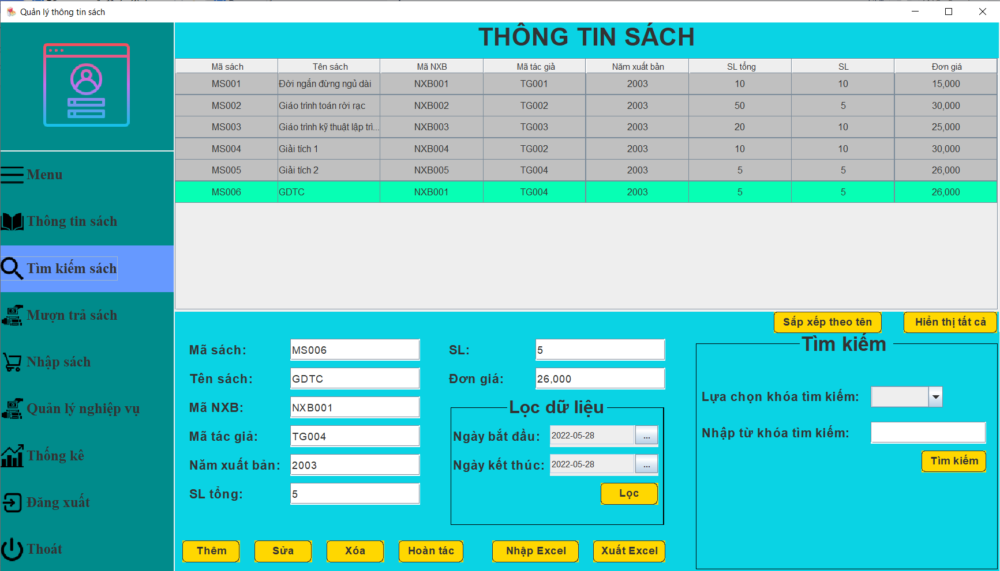 Quản lý thông tin sách
Menu
Thông tin sách
Tìm kiếm sách
Mượn trả sách
Nhập sách
Quản lý nghiệp vụ
Thống kê
Đăng xuất
Thoát
THÔNG TIN SÁCH
Mã sách Tên sách Mã NXB Mã tác giả Năm xuất bản SL tổng SL Đơn giá
MS001 Đời ngắn đừng ngủ dài NXB001 TG001 2003 10 10 15,000
MS002 Giáo trình toán rời rạc NXB002 TG002 2003 50 5 30,000
MS003 Giáo trình kỹ thuật lập trì... NXB003 TG003 2003 20 10 25,000
MS004 Giải tích 1 NXB004 TG002 2003 10 10 30,000
MS005 Giải tích 2 NXB005 TG004 2003 5 5 26,000
MS006 GDTC NXB001 TG004 2003 5 5 26,000
Sắp xếp theo tên Hiển thị tất cả
Mã sách: MS006
Tên sách: GDTC
Mã NXB: NXB001
Mã tác giả: TG004
Năm xuất bản: 2003
SL tổng: 5
SL: 5
Đơn giá: 26,000
Lọc dữ liệu
Ngày bắt đầu: 2022-05-28 ...
Ngày kết thúc: 2022-05-28 ...
Lọc
Tìm kiếm
Lựa chọn khóa tìm kiếm:
Nhập từ khóa tìm kiếm:
Tìm kiếm
Thêm Sửa Xóa Hoàn tác Nhập Excel Xuất Excel